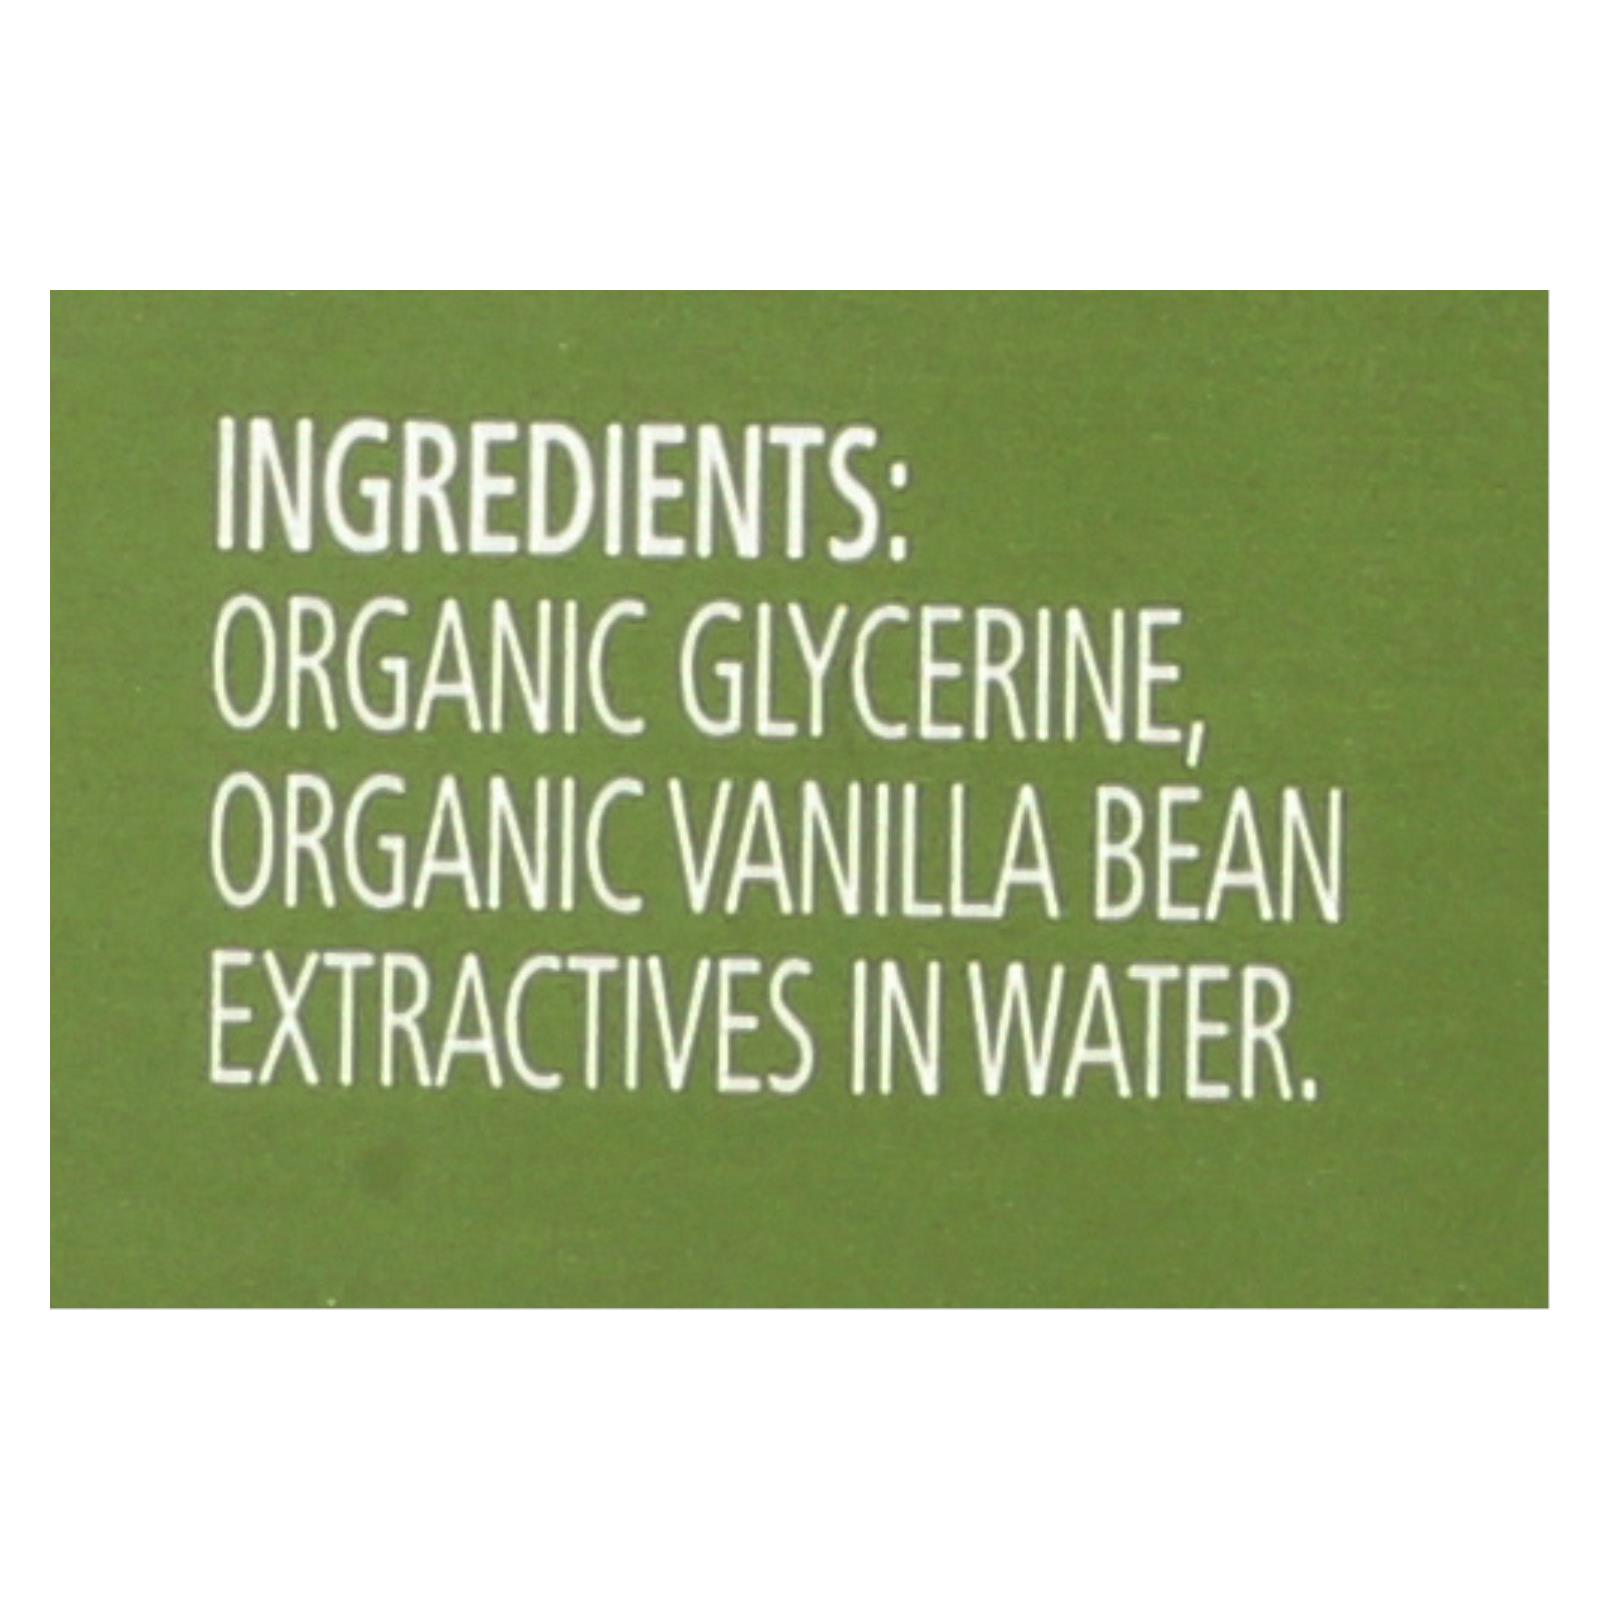 INGREDIENTS:
ORGANIC GLYCERINE,
ORGANIC VANILLA BEAN
EXTRACTIVES IN WATER.